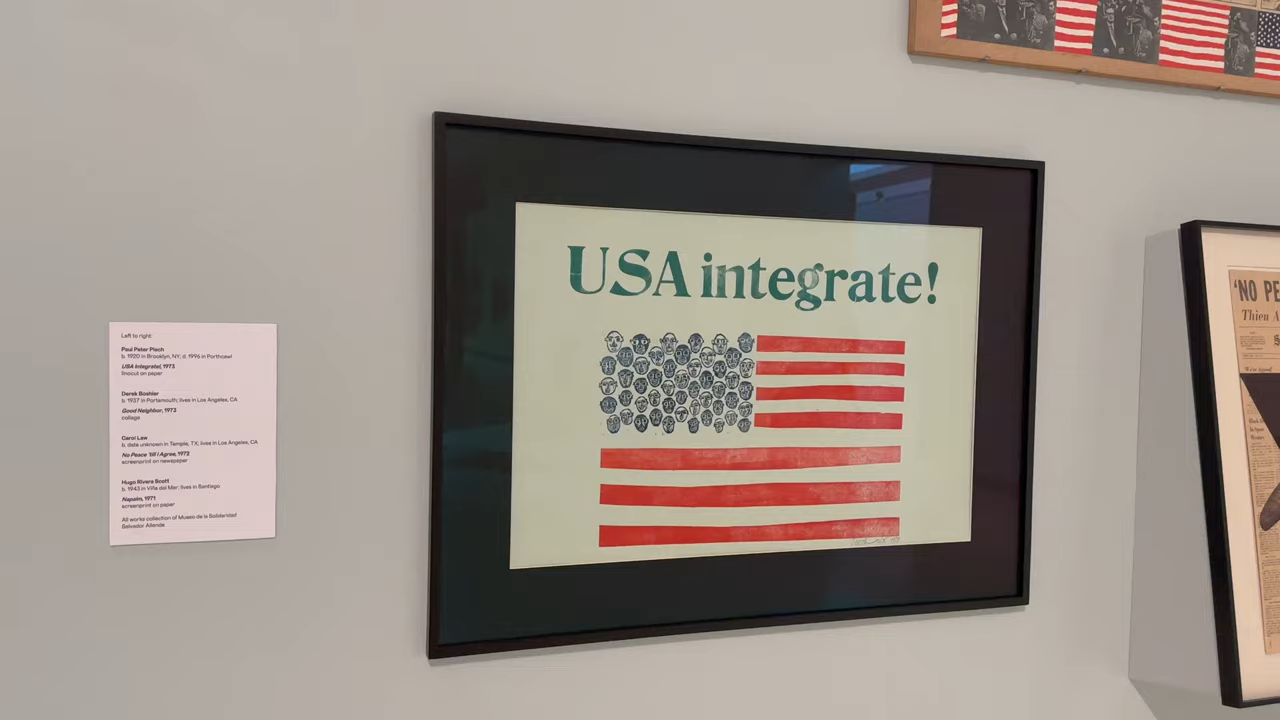 Left to right:
Paul Peter Piech
b. 1920 in Brooklyn, NY; d. 1996 in Porthcawl
USA Integrate!, 1973
linocut on paper
Derek Boshier
b. 1937 in Portsmouth; lives in Los Angeles, CA
Good Neighbor, 1973
collage
Carol Law
b. date unknown in Temple, TX; lives in Los Angeles, CA
No Peace 'till I Agree, 1972
screenprint on newspaper
Hugo Rivera Scott
b. 1943 in Viña del Mar; lives in Santiago
Napalm, 1971
screenprint on paper
All works collection of Museo de la Solidaridad
Salvador Allende
USA integrate!
'NO PE
Thieu A